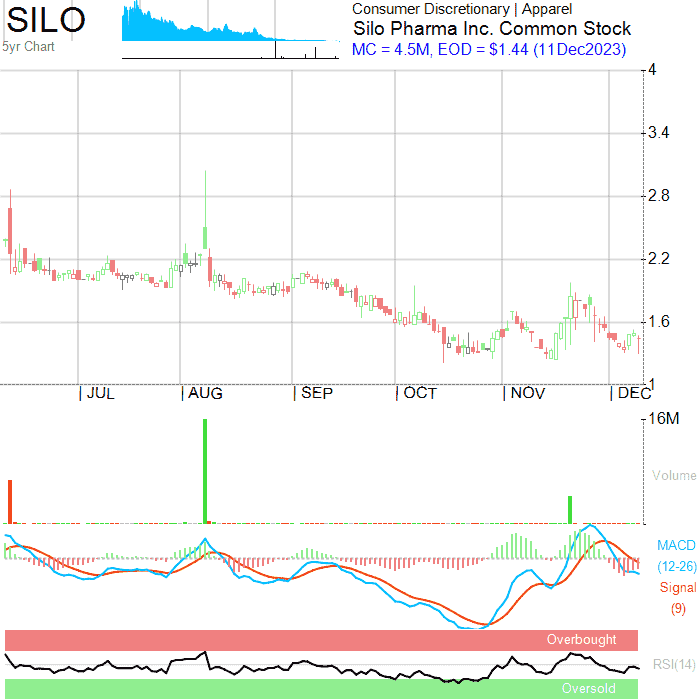 SILO
5yr Chart
Consumer Discretionary | Apparel
Silo Pharma Inc. Common Stock
MC = 4.5M, EOD = $1.44 (11Dec2023)
4
3.4
2.8
2.2
1.6
1
JUL AUG SEP OCT NOV DEC
16M
Volume
MACD
(12-26)
Signal
(9)
Overbought
RSI(14)
Oversold